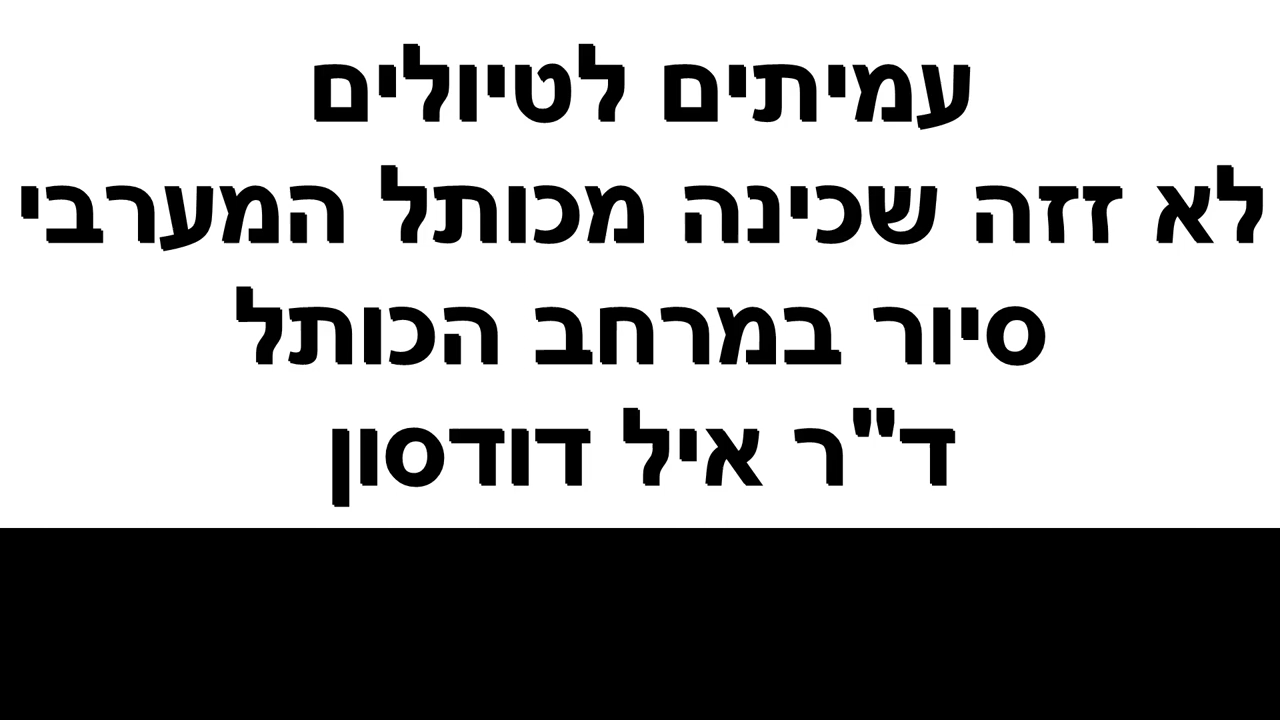 עמיתים לטיולים
לא זזה שכינה מכותל המערבי
סיור במרחב הכותל
ד"ר איל דודסון